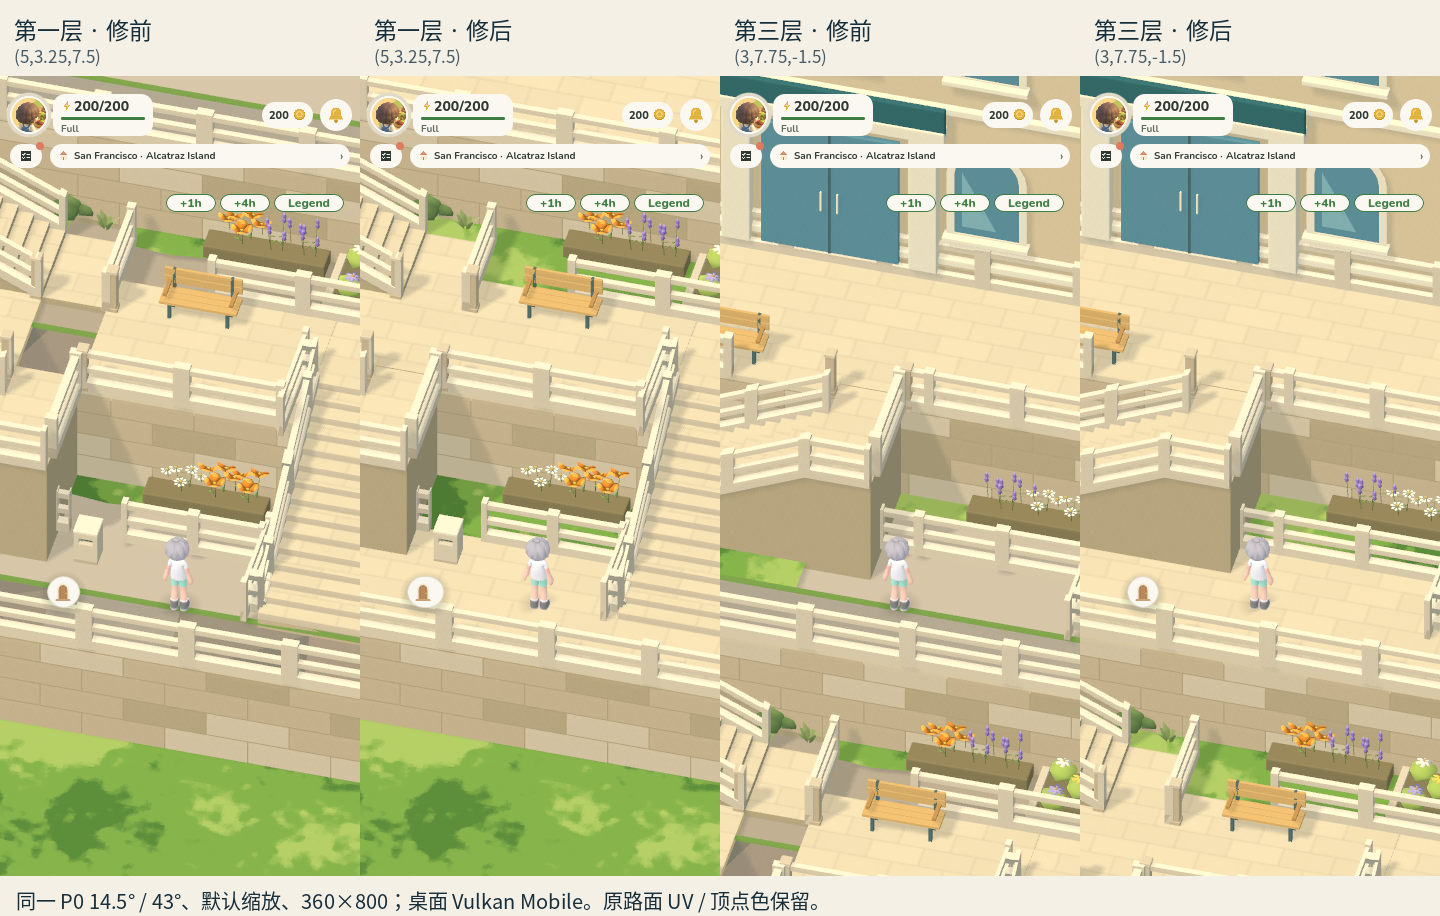 第一层 · 修前
(5,3.25,7.5)
200/200
Full
200
San Francisco · Alcatraz Island ›
+1h +4h Legend
第一层 · 修后
(5,3.25,7.5)
200/200
Full
200
San Francisco · Alcatraz Island ›
+1h +4h Legend
第三层 · 修前
(3,7.75,-1.5)
200/200
Full
200
San Francisco · Alcatraz Island ›
+1h +4h Legend
第三层 · 修后
(3,7.75,-1.5)
200/200
Full
200
San Francisco · Alcatraz Island ›
+1h +4h Legend
同一 P0 14.5° / 43°、默认缩放、360×800；桌面 Vulkan Mobile。原路面 UV / 顶点色保留。